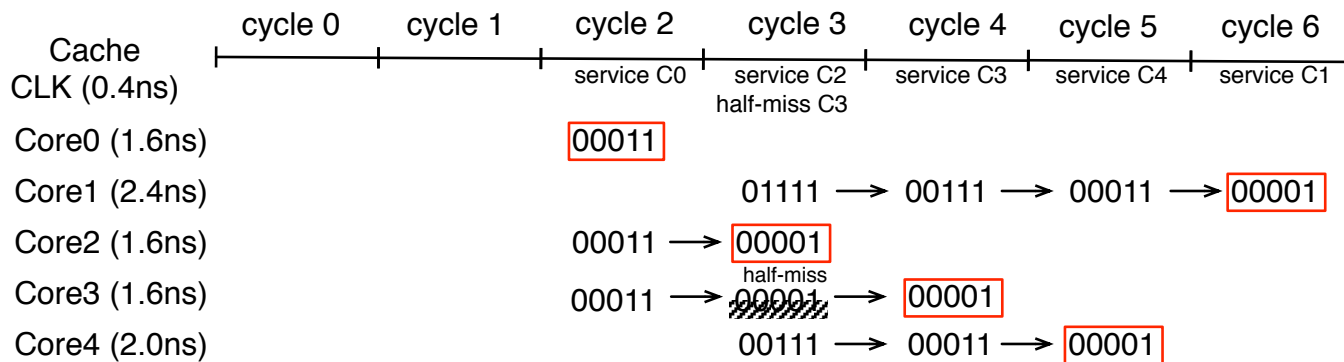 cycle 0 cycle 1 cycle 2 cycle 3 cycle 4 cycle 5 cycle 6
Cache
CLK (0.4ns)
service C0 service C2 service C3 service C4 service C1
half-miss C3
Core0 (1.6ns) 00011
Core1 (2.4ns) 01111 00111 00011 00001
Core2 (1.6ns) 00011 00001
half-miss
Core3 (1.6ns) 00011 00001 00001
Core4 (2.0ns) 00111 00011 00001